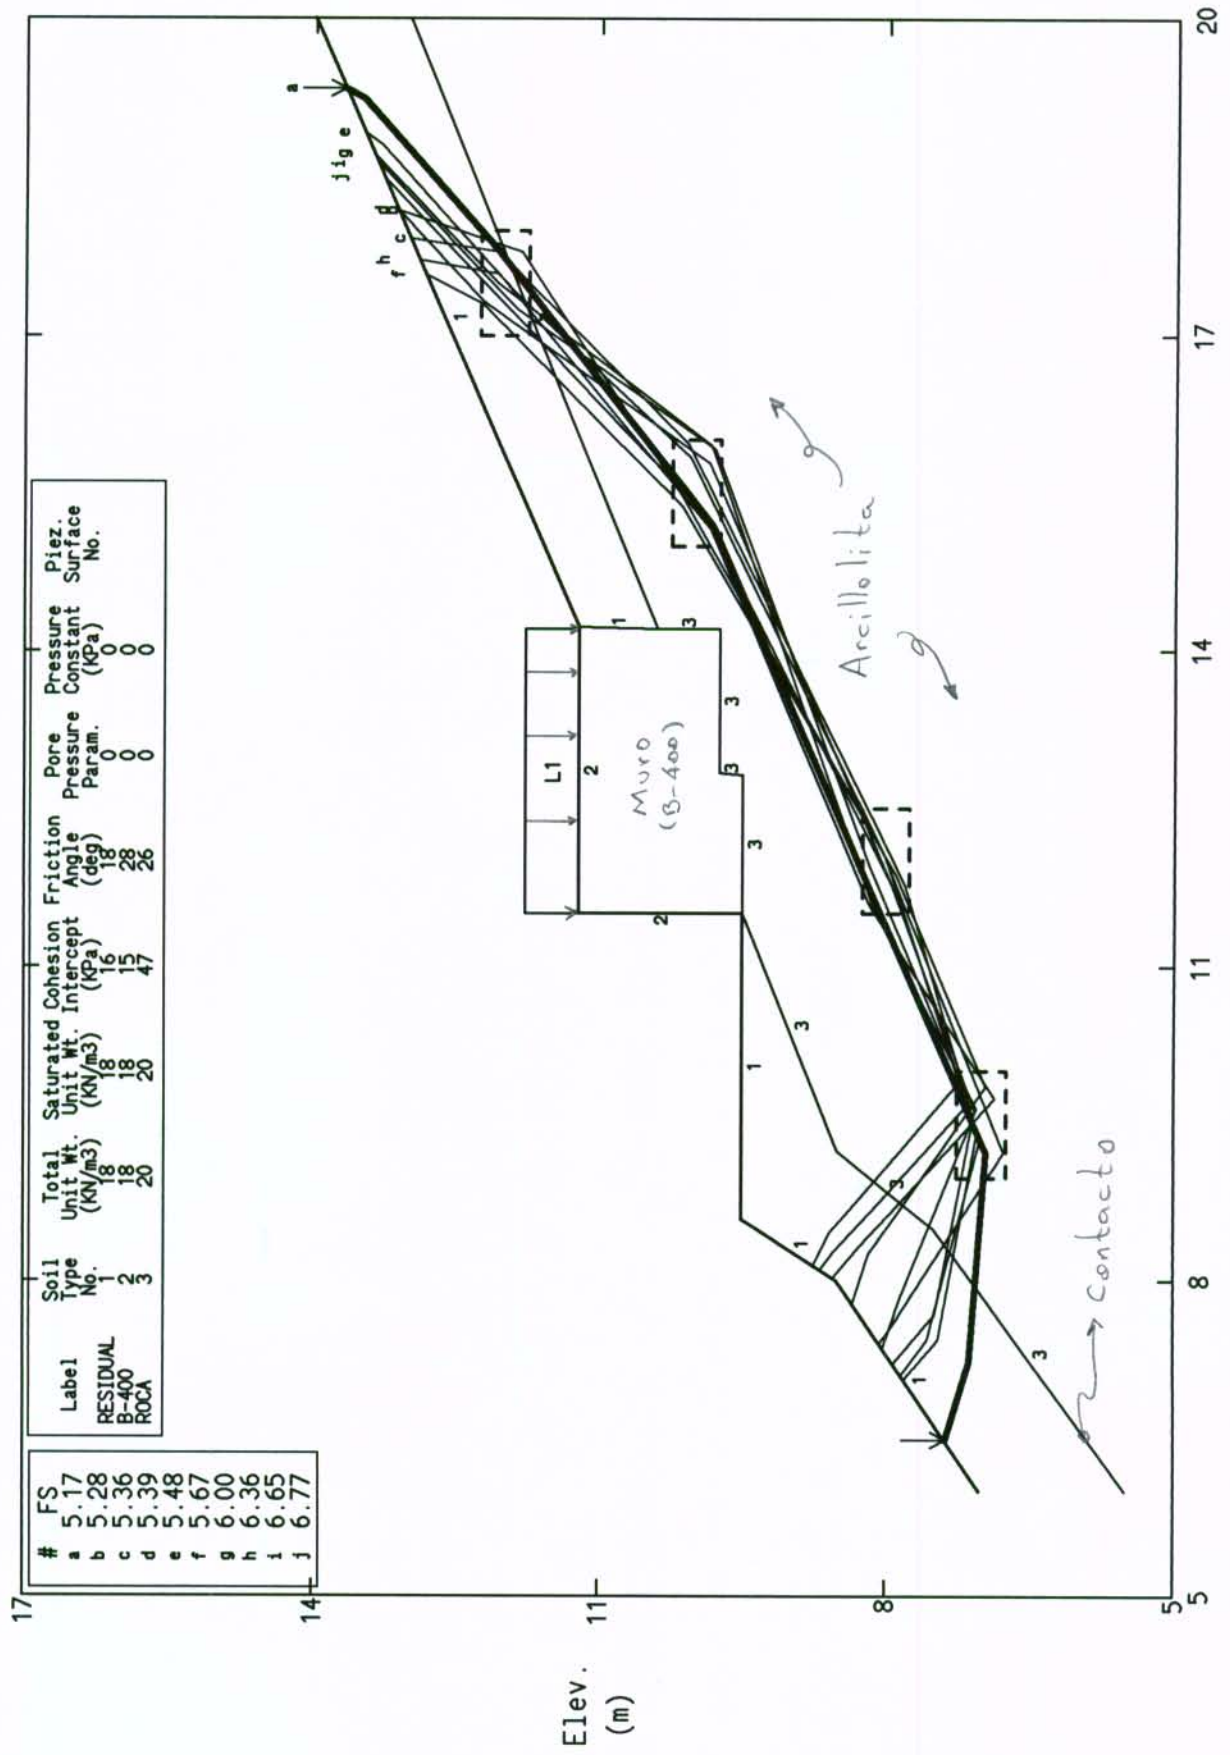 # FS
a 5.17
b 5.28
c 5.36
d 5.39
e 5.48
f 5.67
g 6.00
h 6.36
i 6.65
j 6.77
Label Soil Type No. Total Unit Wt. (KN/m3) Saturated Unit Wt. (KN/m3) Cohesion Intercept (KPa) Friction Angle (deg) Pore Pressure Param. Pressure Constant (KPa) Piez. Surface No.
RESIDUAL 1 18 18 16 18 0 0
B-400 2 18 18 15 28 0 0
ROCA 3 20 20 47 26 0 0
17
14
11
8
5
Elev.
(m)
5
8
11
14
17
20
a
j i g e
c
f h
1
L1
2
Muro
(B-400)
1
3
3
3
3
2
1
3
1
3
1
3
Arcillolita
Contacto